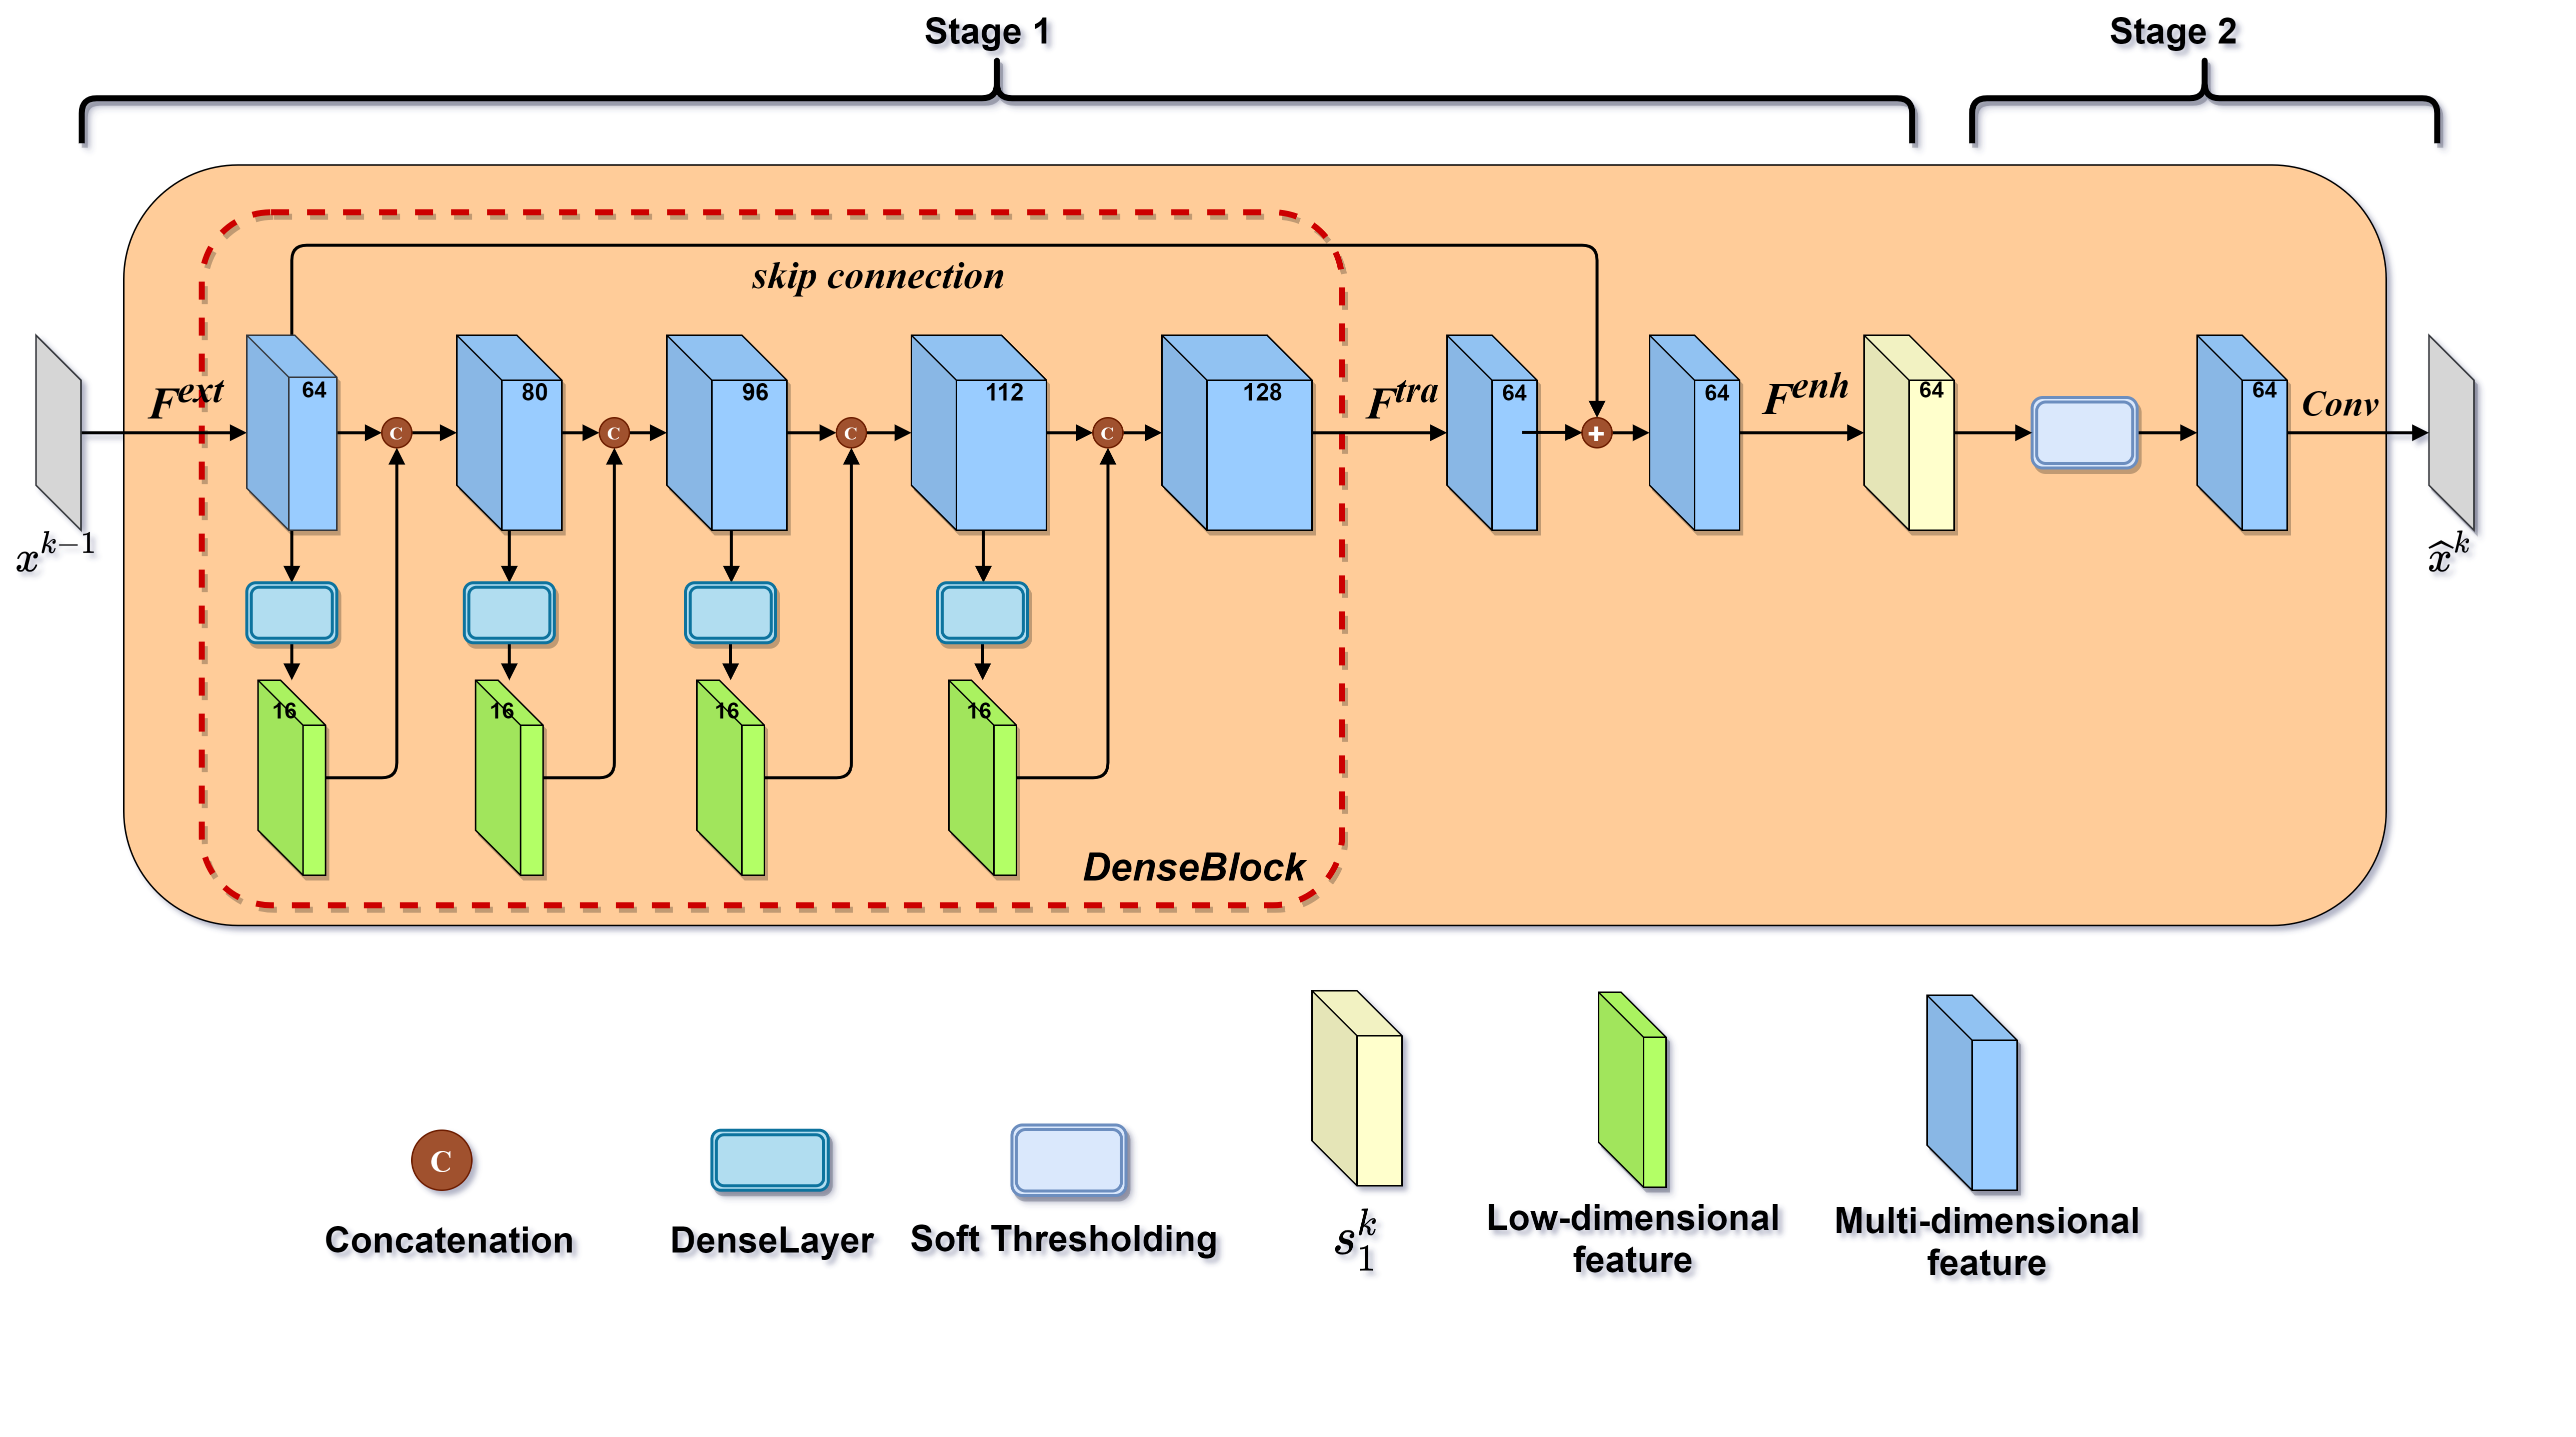 Stage 1
Stage 2
skip connection
F^ext
64
C
80
C
96
C
112
C
128
F^tra
64
+
64
F^enh
64
64
Conv
x^{k-1}
\widehat{x}^k
16
16
16
16
DenseBlock
C
Concatenation
DenseLayer
Soft Thresholding
s_1^k
Low-dimensional
feature
Multi-dimensional
feature